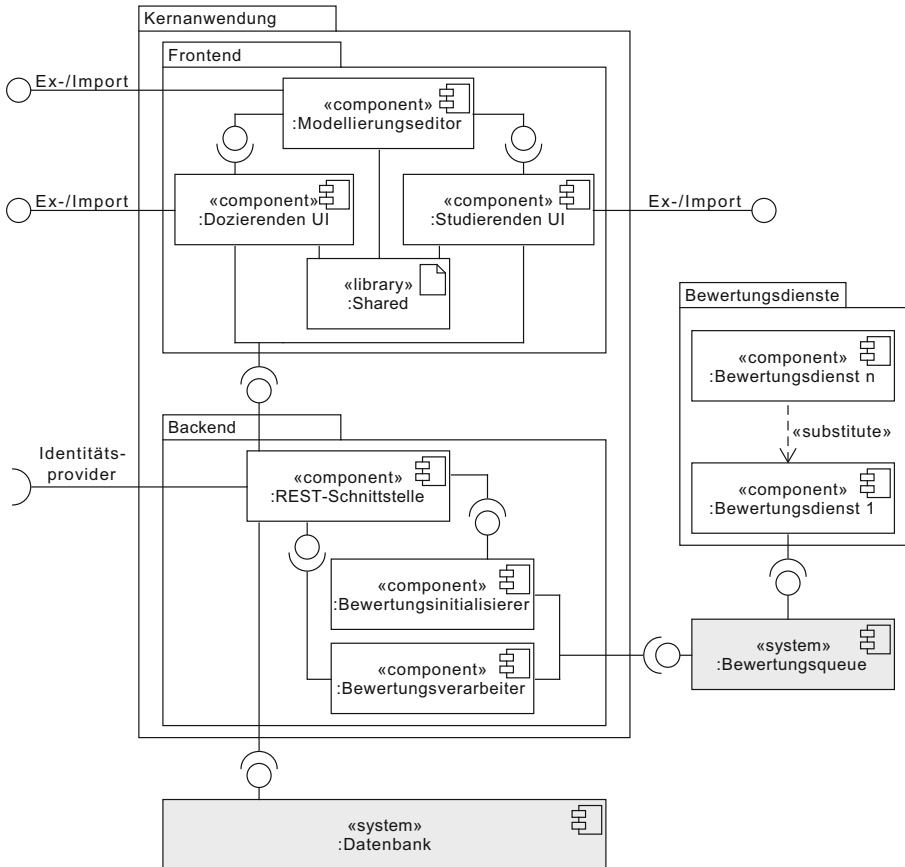 Kernanwendung
Frontend
Ex-/Import
«component»
:Modellierungseditor
Ex-/Import
«component»
:Dozierenden UI
«component»
:Studierenden UI
Ex-/Import
«library»
:Shared
Bewertungsdienste
«component»
:Bewertungsdienst n
«substitute»
«component»
:Bewertungsdienst 1
Backend
Identitäts-
provider
«component»
:REST-Schnittstelle
«component»
:Bewertungsinitialisierer
«component»
:Bewertungsverarbeiter
«system»
:Bewertungsqueue
«system»
:Datenbank